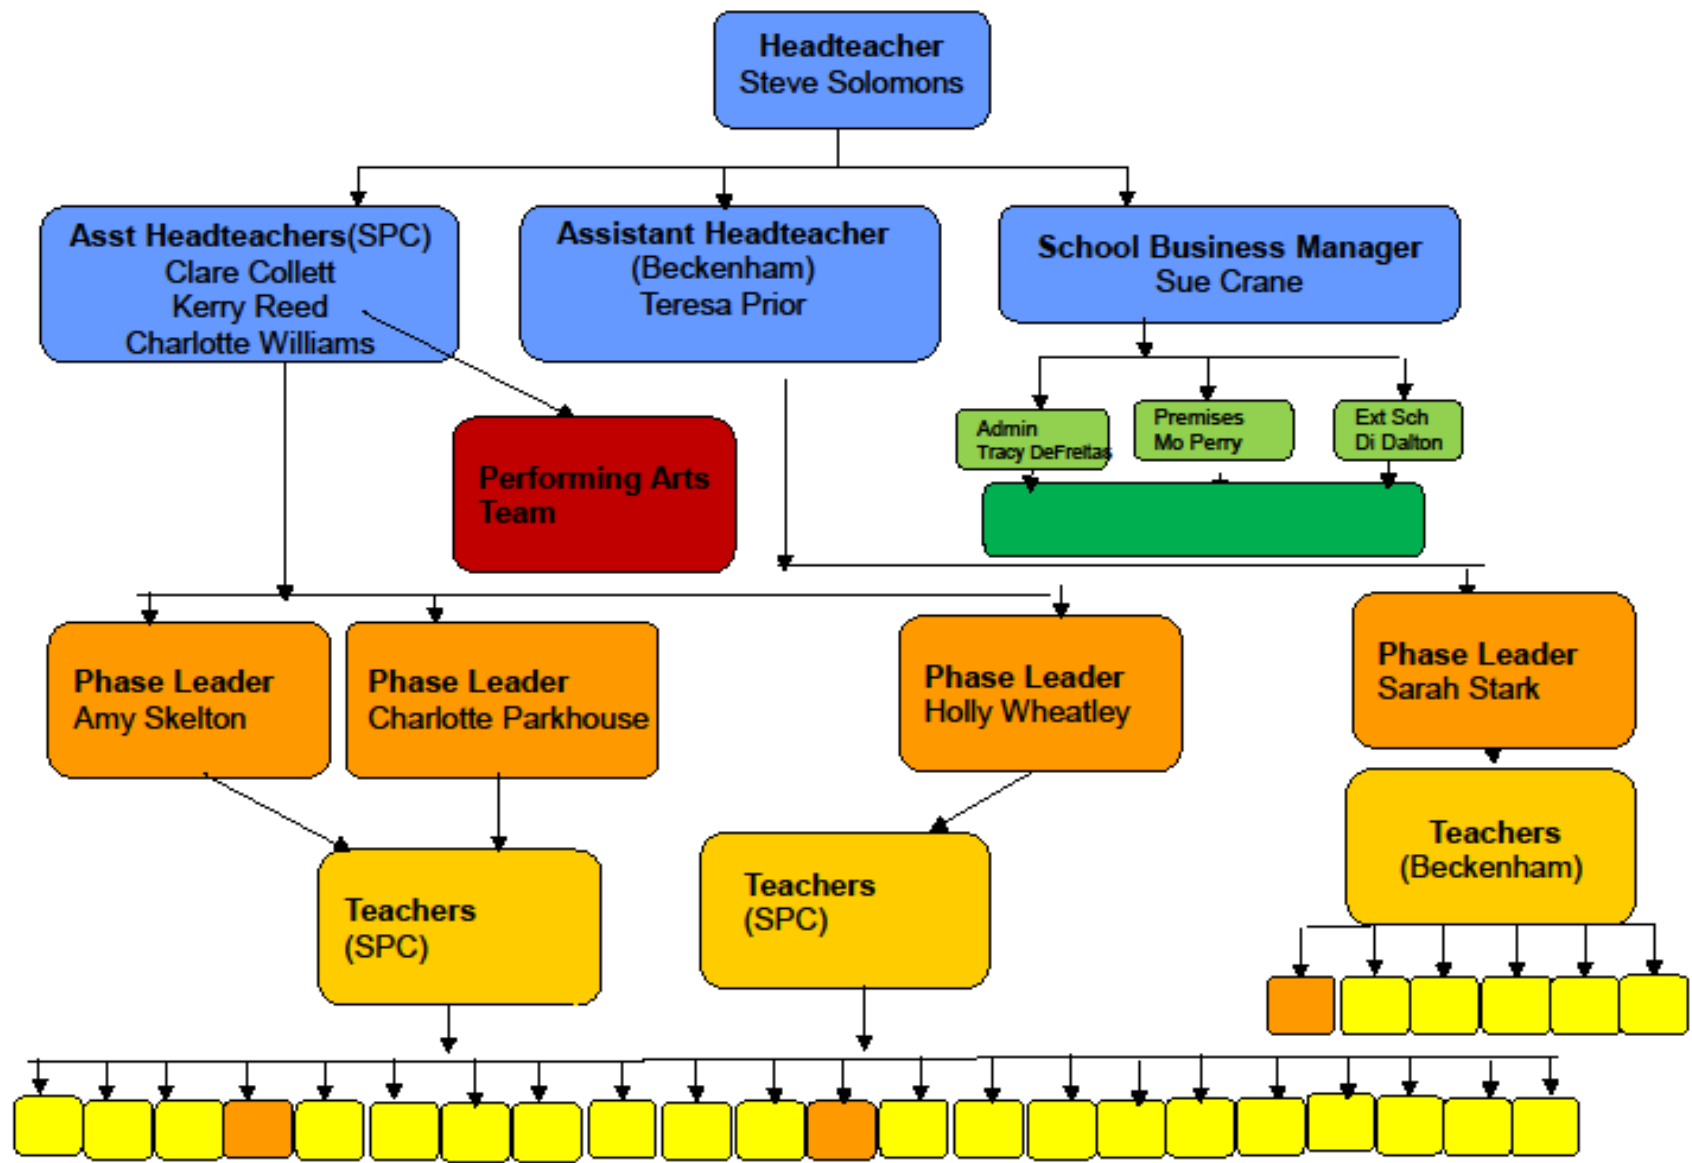 Headteacher
Steve Solomons
Asst Headteachers(SPC)
Clare Collett
Kerry Reed
Charlotte Williams
Assistant Headteacher
(Beckenham)
Teresa Prior
School Business Manager
Sue Crane
Admin
Tracy DeFreitas
Premises
Mo Perry
Ext Sch
Di Dalton
Performing Arts
Team
Phase Leader
Amy Skelton
Phase Leader
Charlotte Parkhouse
Phase Leader
Holly Wheatley
Phase Leader
Sarah Stark
Teachers
(SPC)
Teachers
(SPC)
Teachers
(Beckenham)